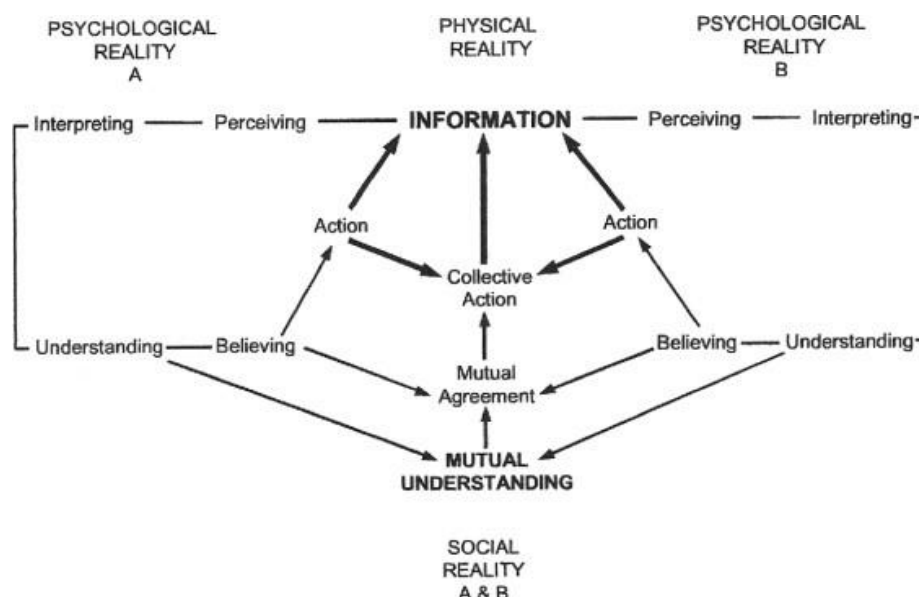 PSYCHOLOGICAL
REALITY
A
PHYSICAL
REALITY
PSYCHOLOGICAL
REALITY
B
Interpreting
Perceiving
INFORMATION
Perceiving
Interpreting
Action
Action
Collective
Action
Understanding
Believing
Believing
Understanding
Mutual
Agreement
MUTUAL
UNDERSTANDING
SOCIAL
REALITY
A & B